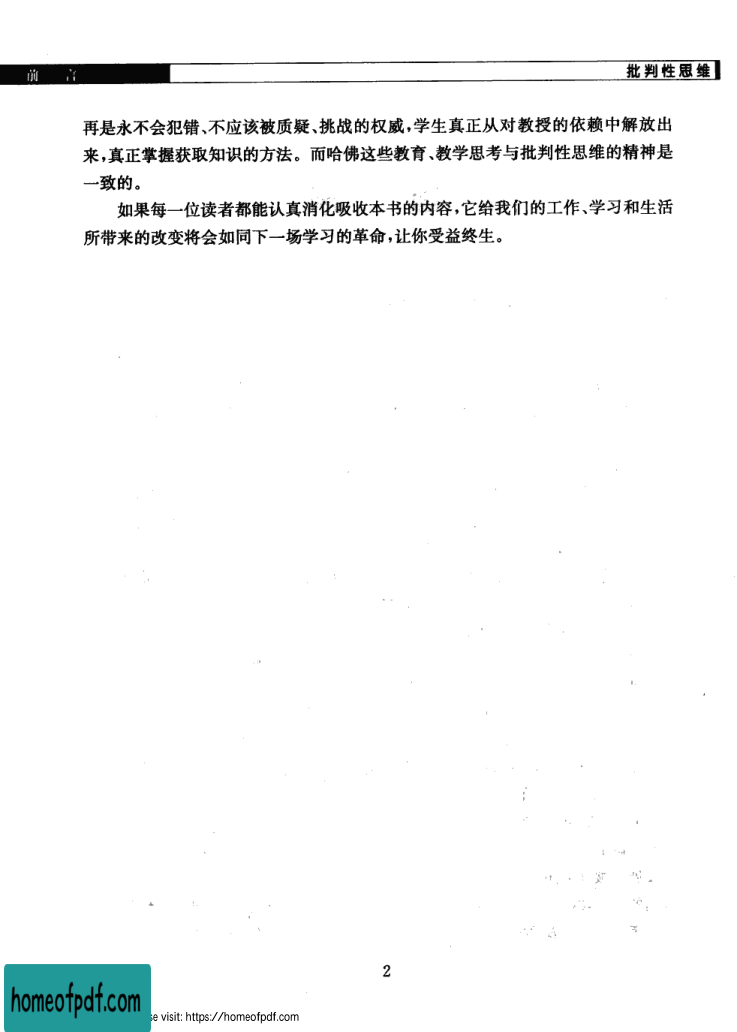 前 言
批判性思维
再是永不会犯错、不应该被质疑、挑战的权威,学生真正从对教授的依赖中解放出
来,真正掌握获取知识的方法。而哈佛这些教育、教学思考与批判性思维的精神是
一致的。
如果每一位读者都能认真消化吸收本书的内容,它给我们的工作、学习和生活
所带来的改变将会如同下一场学习的革命,让你受益终生。
2
homeofpdf.com
se visit: https://homeofpdf.com